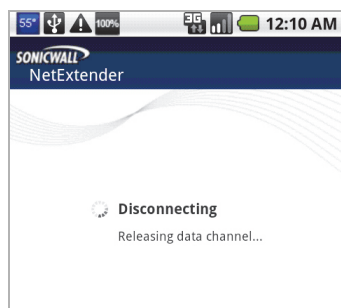 55° 100% 3G 12:10 AM
SONICWALL
NetExtender
Disconnecting
Releasing data channel...